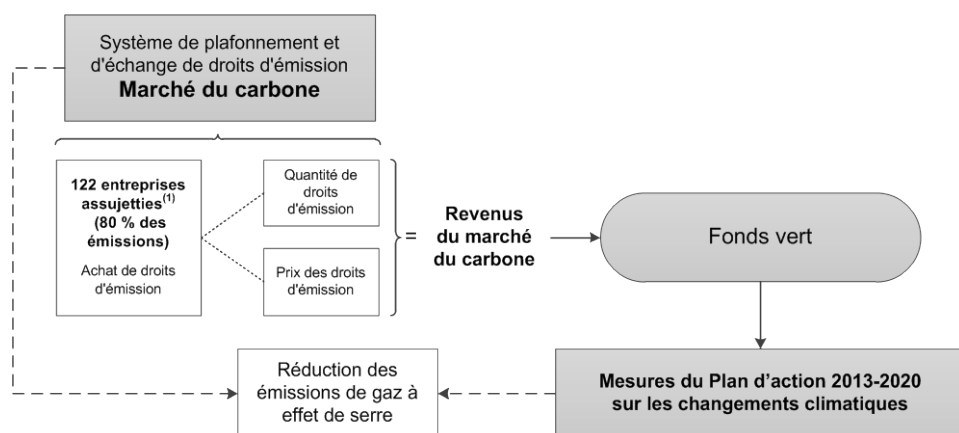 Système de plafonnement et
d'échange de droits d'émission
Marché du carbone
122 entreprises
assujetties(1)
(80 % des
émissions)
Achat de droits
d'émission
Quantité de
droits
d'émission
Prix des droits
d'émission
=
Revenus
du marché
du carbone
Fonds vert
Réduction des
émissions de gaz à
effet de serre
Mesures du Plan d'action 2013-2020
sur les changements climatiques